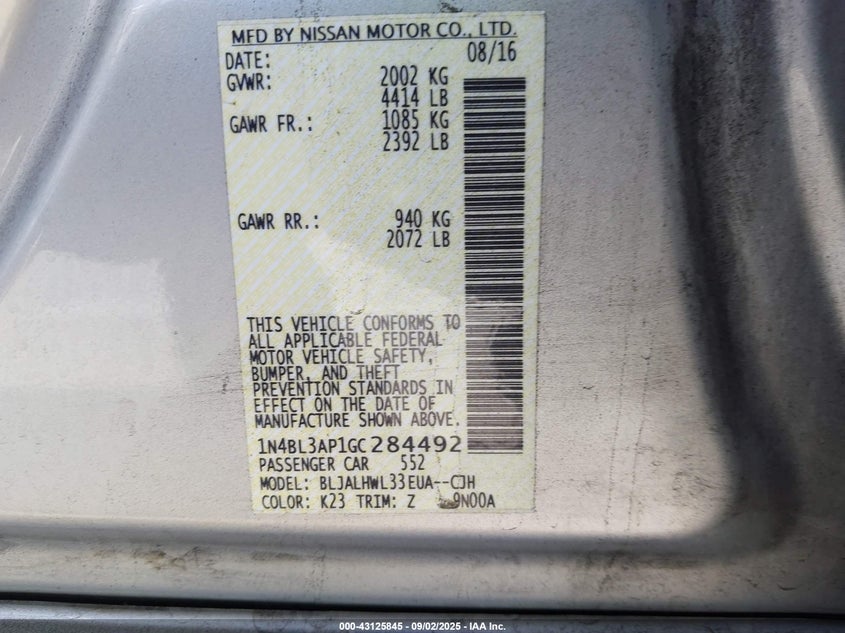 MFD BY NISSAN MOTOR CO., LTD.
DATE: 08/16
GVWR: 2002 KG
4414 LB
GAWR FR.: 1085 KG
2392 LB
GAWR RR.: 940 KG
2072 LB
THIS VEHICLE CONFORMS TO
ALL APPLICABLE FEDERAL
MOTOR VEHICLE SAFETY,
BUMPER, AND THEFT
PREVENTION STANDARDS IN
EFFECT ON THE DATE OF
MANUFACTURE SHOWN ABOVE.
1N4BL3AP1GC284492
PASSENGER CAR 552
MODEL: BLJALHWL33EUA--CJH
COLOR: K23 TRIM: Z 9N00A
000-43125845 - 09/02/2025 - IAA Inc.